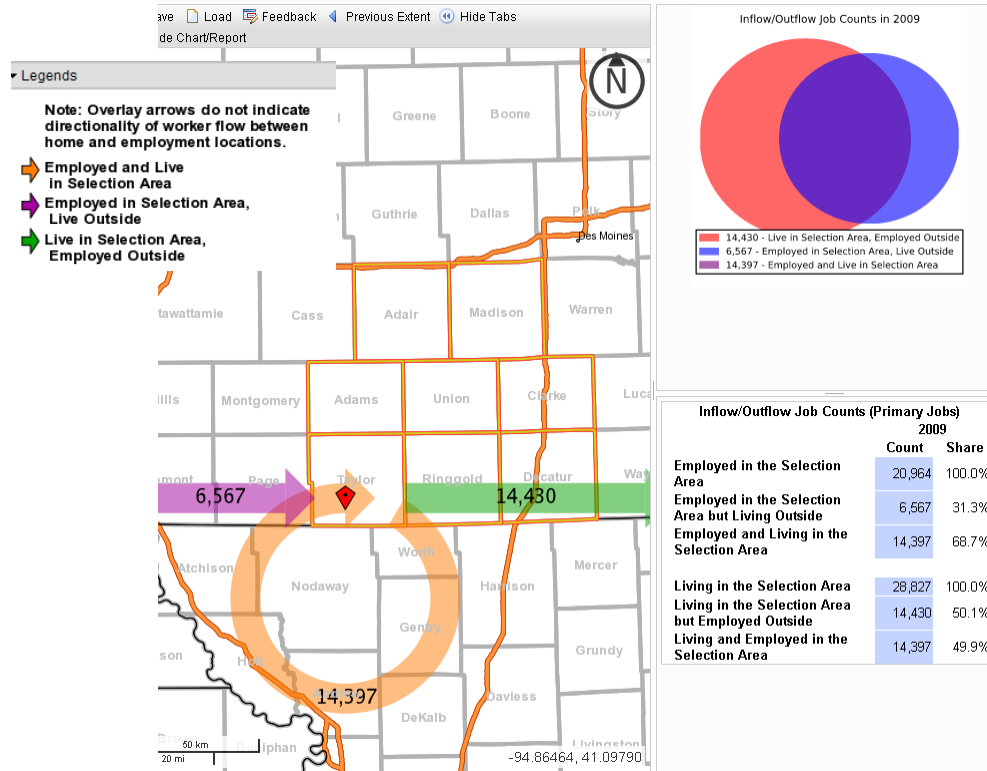 ave Load Feedback Previous Extent Hide Tabs
de Chart/Report
Legends
Note: Overlay arrows do not indicate
directionality of worker flow between
home and employment locations.
Employed and Live
in Selection Area
Employed in Selection Area,
Live Outside
Live in Selection Area,
Employed Outside
N
Greene Boone Story
Guthrie Dallas Polk
Des Moines
tawattamie Cass Adair Madison Warren
ills Montgomery Adams Union Clarke Luca
mont Page Taylor Ringgold Decatur Way
6,567 14,430
Atchison Nodaway Worth Harrison Mercer
Gentry
son Holt Grundy
14,397 Daviess
DeKalb
Doniphan Livingston
50 km
20 mi
-94.86464, 41.09790
Inflow/Outflow Job Counts in 2009
14,430 - Live in Selection Area, Employed Outside
6,567 - Employed in Selection Area, Live Outside
14,397 - Employed and Live in Selection Area
Inflow/Outflow Job Counts (Primary Jobs)
2009
Count Share
Employed in the Selection
Area 20,964 100.0%
Employed in the Selection
Area but Living Outside 6,567 31.3%
Employed and Living in the
Selection Area 14,397 68.7%
Living in the Selection Area 28,827 100.0%
Living in the Selection Area
but Employed Outside 14,430 50.1%
Living and Employed in the
Selection Area 14,397 49.9%